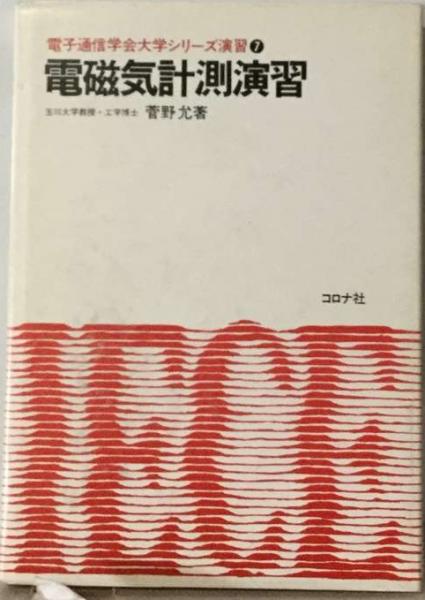 電子通信学会大学シリーズ演習❼
電磁気計測演習
玉川大学教授・工学博士 菅野允著
コロナ社
IECE